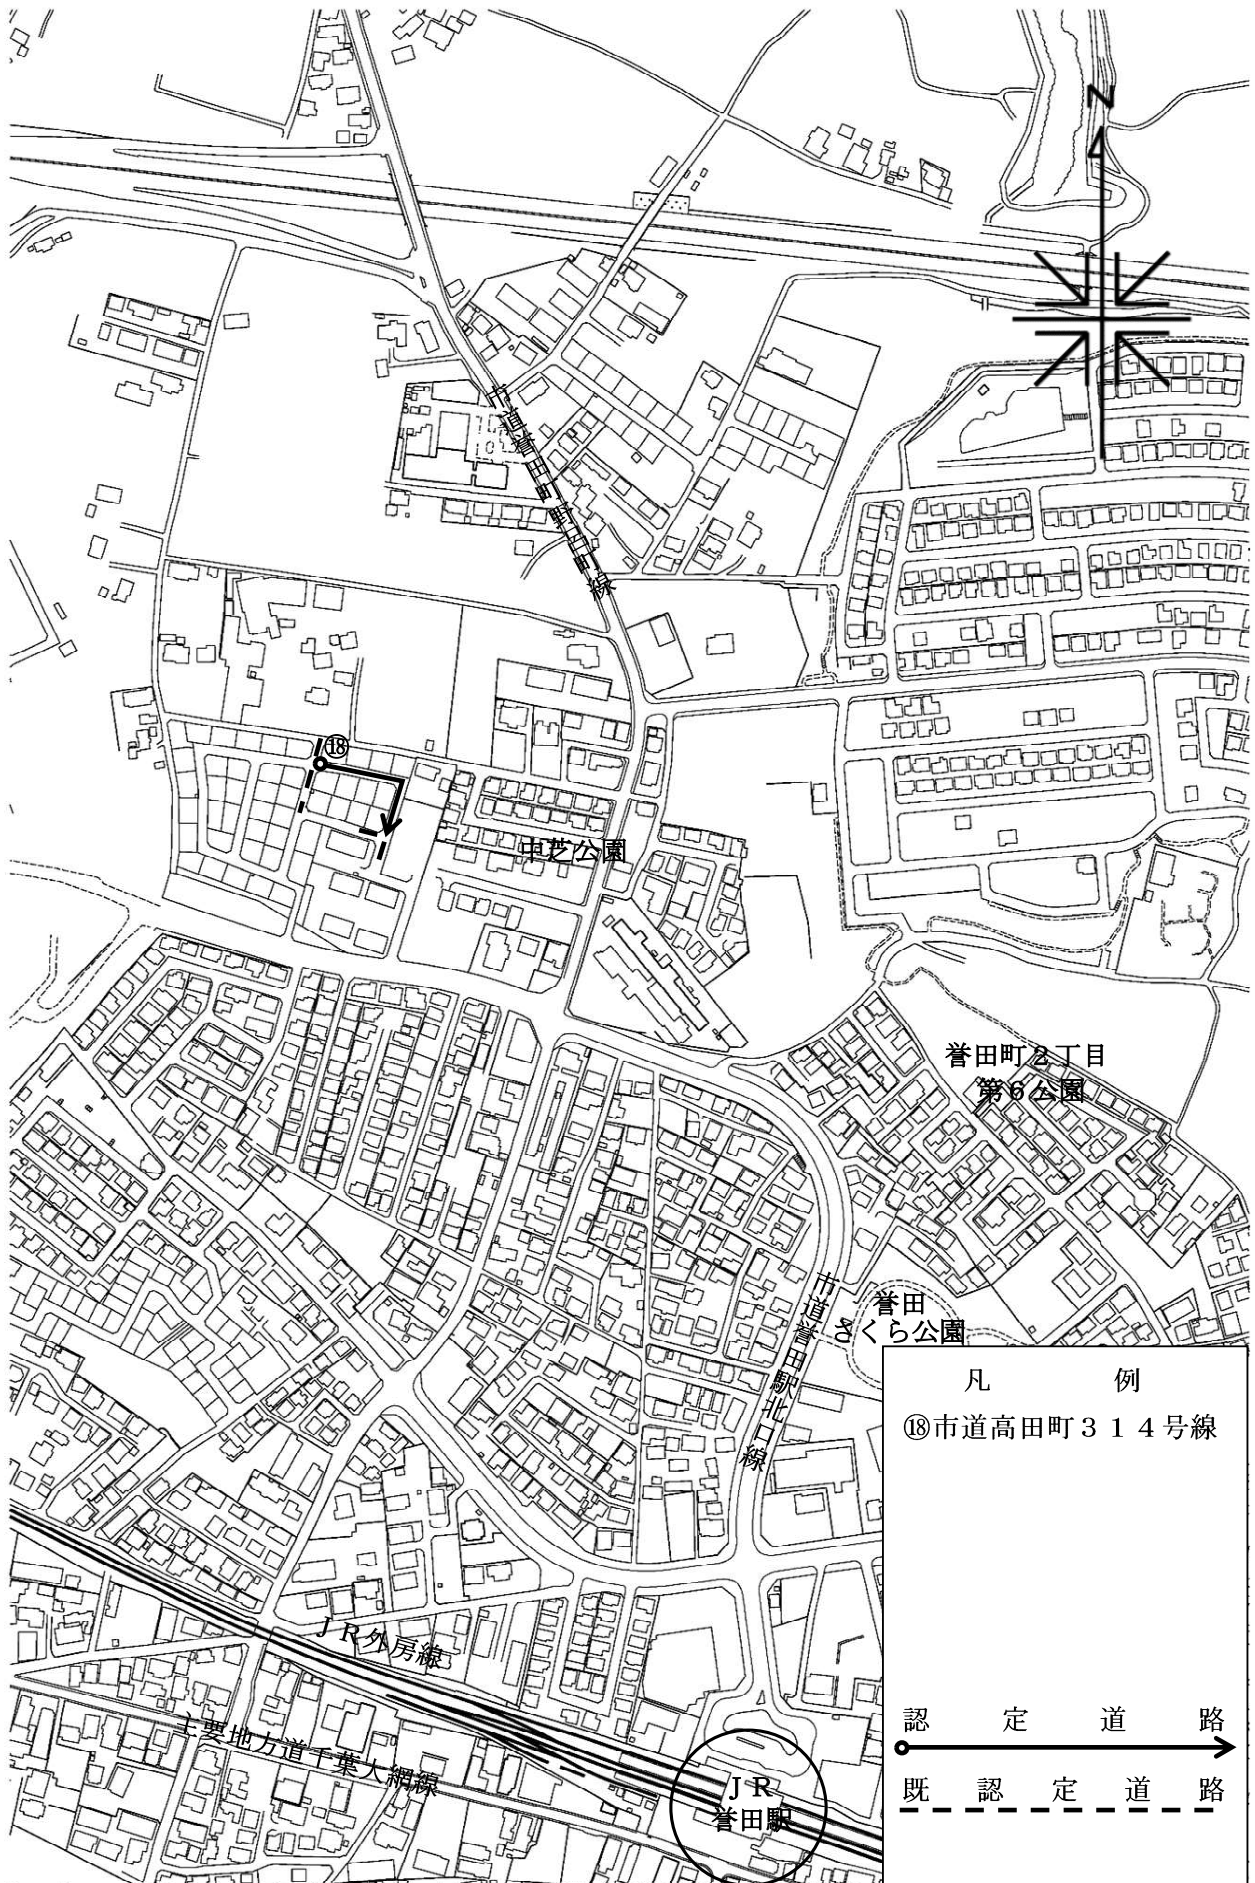 N
市道誉田町野呂町線
⑱
中芝公園
誉田町２丁目
第６公園
市道誉田駅北口線
誉田
さくら公園
凡 例
⑱市道高田町３１４号線
ＪＲ外房線
主要地方道千葉大網線
ＪＲ
誉田駅
認 定 道 路
既 認 定 道 路